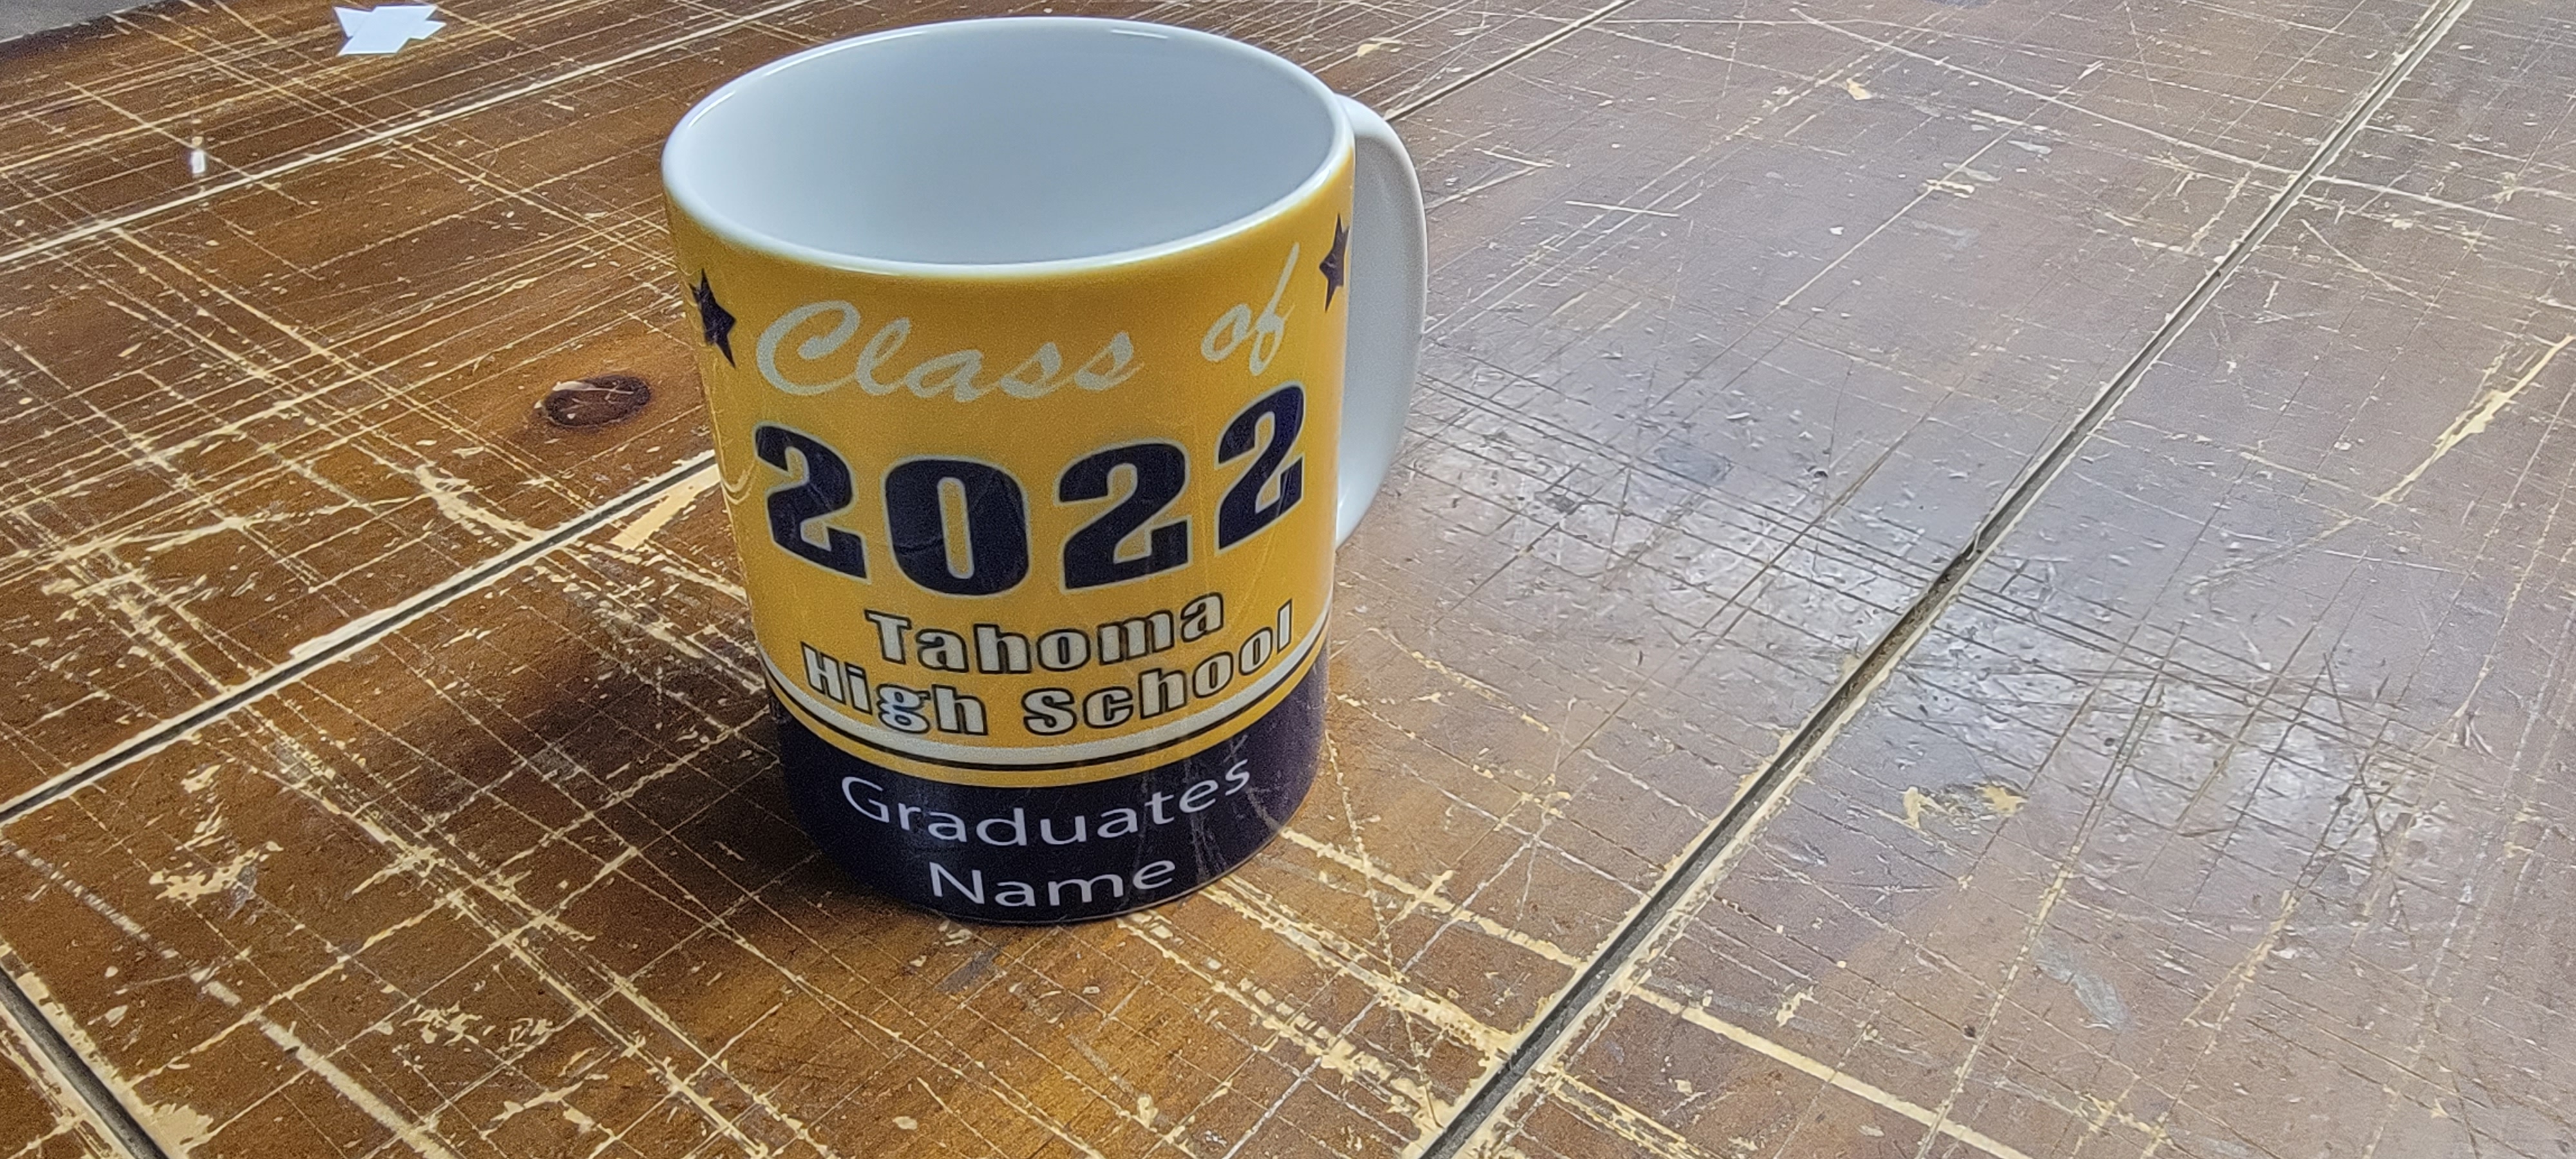 Class of
2022
Tahoma
High School
Graduates
Name